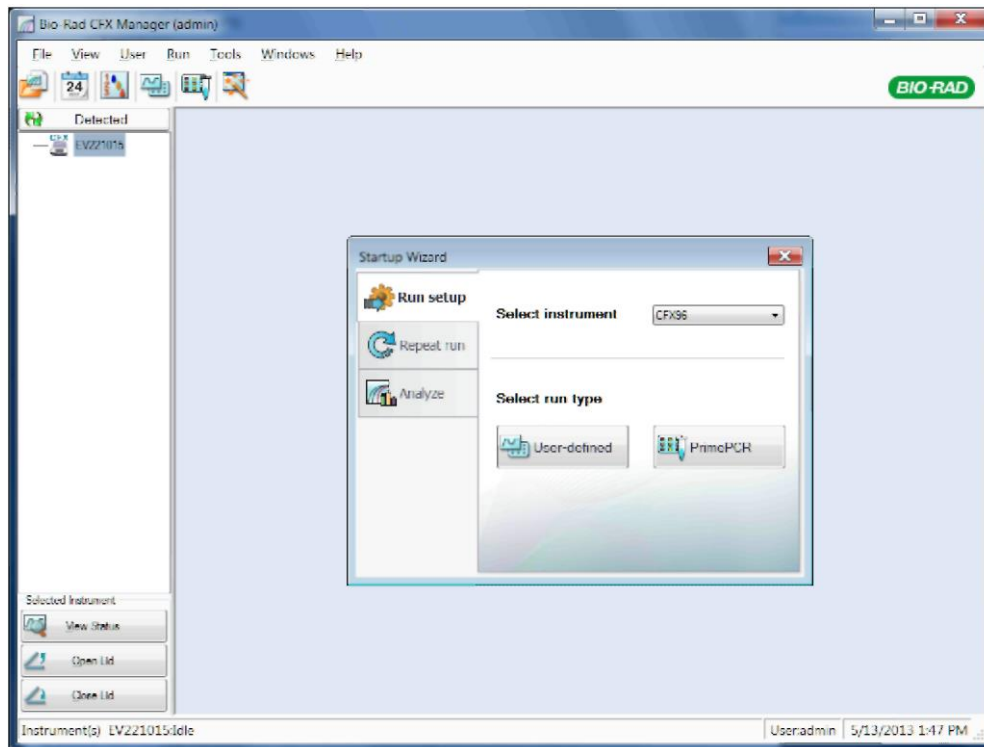 Bio-Rad CFX Manager (admin)
File View User Run Tools Windows Help
24
BIO-RAD
Detected
CFX
EV221015
Startup Wizard
Run setup
Select instrument
CFX96
Repeat run
Analyze
Select run type
User-defined
PrimePCR
Selected Instrument
View Status
Open Lid
Close Lid
Instrument(s) EV221015:Idle
User:admin 5/13/2013 1:47 PM